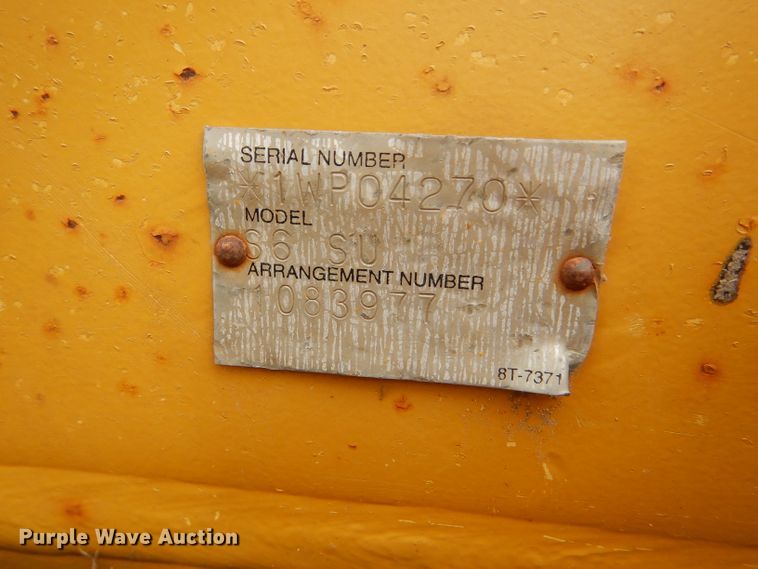 SERIAL NUMBER
*1WP04270*
MODEL
S6 SU
ARRANGEMENT NUMBER
1083977
8T-7371
Purple Wave Auction